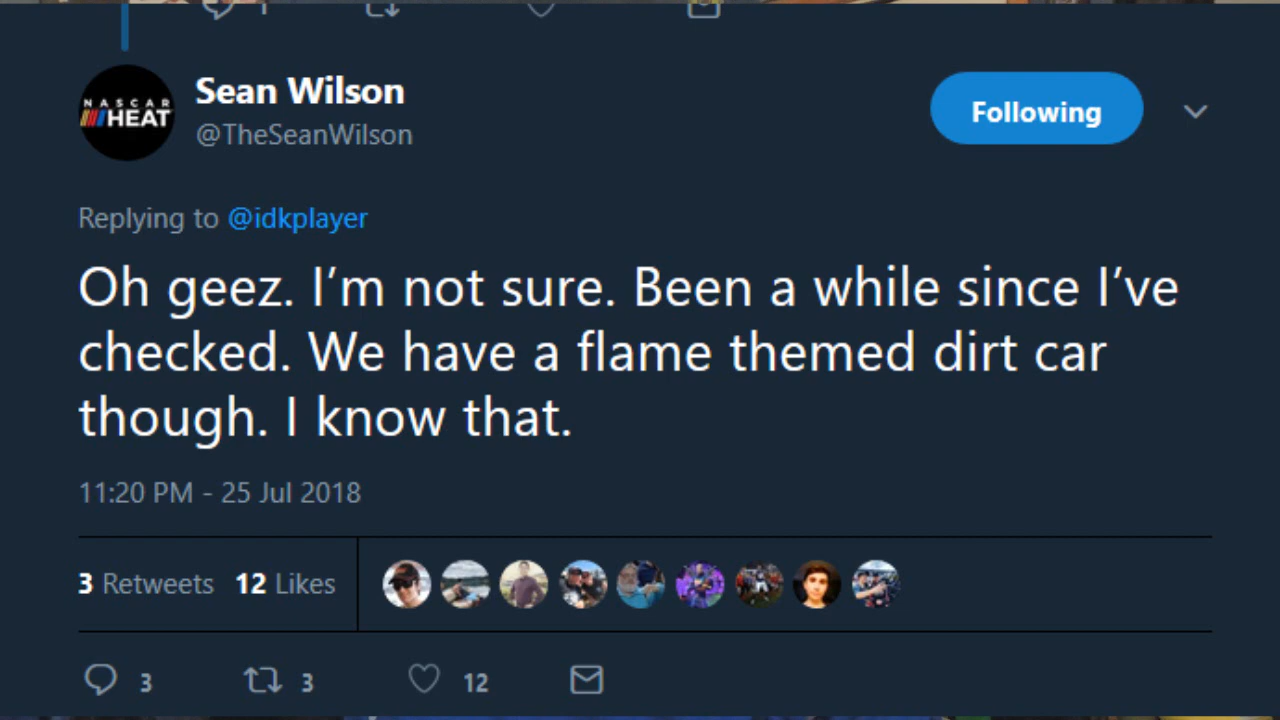 NASCAR
HEAT
Sean Wilson
@TheSeanWilson
Following
Replying to @idkplayer
Oh geez. I’m not sure. Been a while since I’ve
checked. We have a flame themed dirt car
though. I know that.
11:20 PM - 25 Jul 2018
3 Retweets 12 Likes
3 3 12